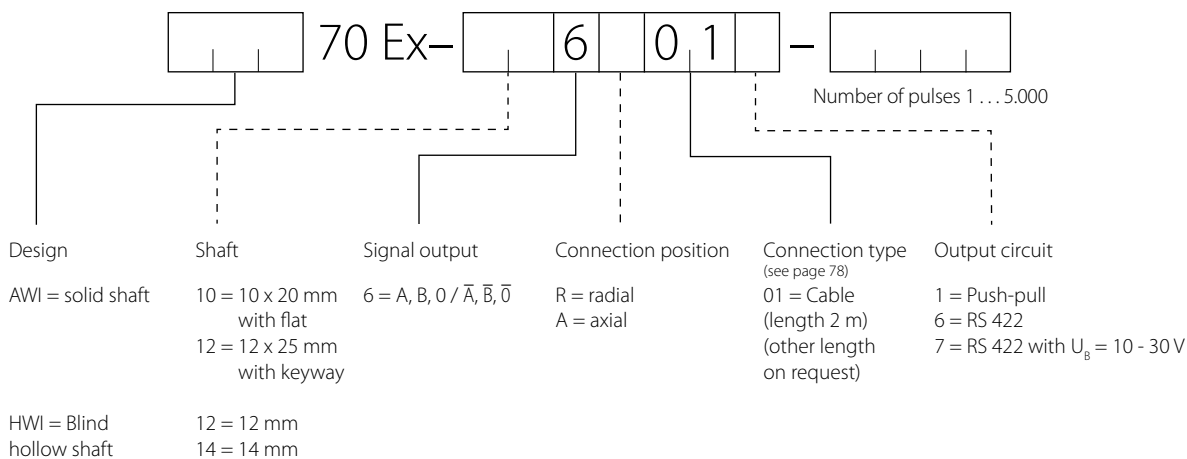 70 Ex– 6 0 1 –
Number of pulses 1 . . . 5.000
Design Shaft Signal output Connection position Connection type Output circuit
(see page 78)
AWI = solid shaft 10 = 10 x 20 mm 6 = A, B, 0 / A̅, B̅, 0̅ R = radial 01 = Cable 1 = Push-pull
with flat A = axial (length 2 m) 6 = RS 422
12 = 12 x 25 mm (other length 7 = RS 422 with U_B = 10 - 30 V
with keyway on request)
HWI = Blind 12 = 12 mm
hollow shaft 14 = 14 mm